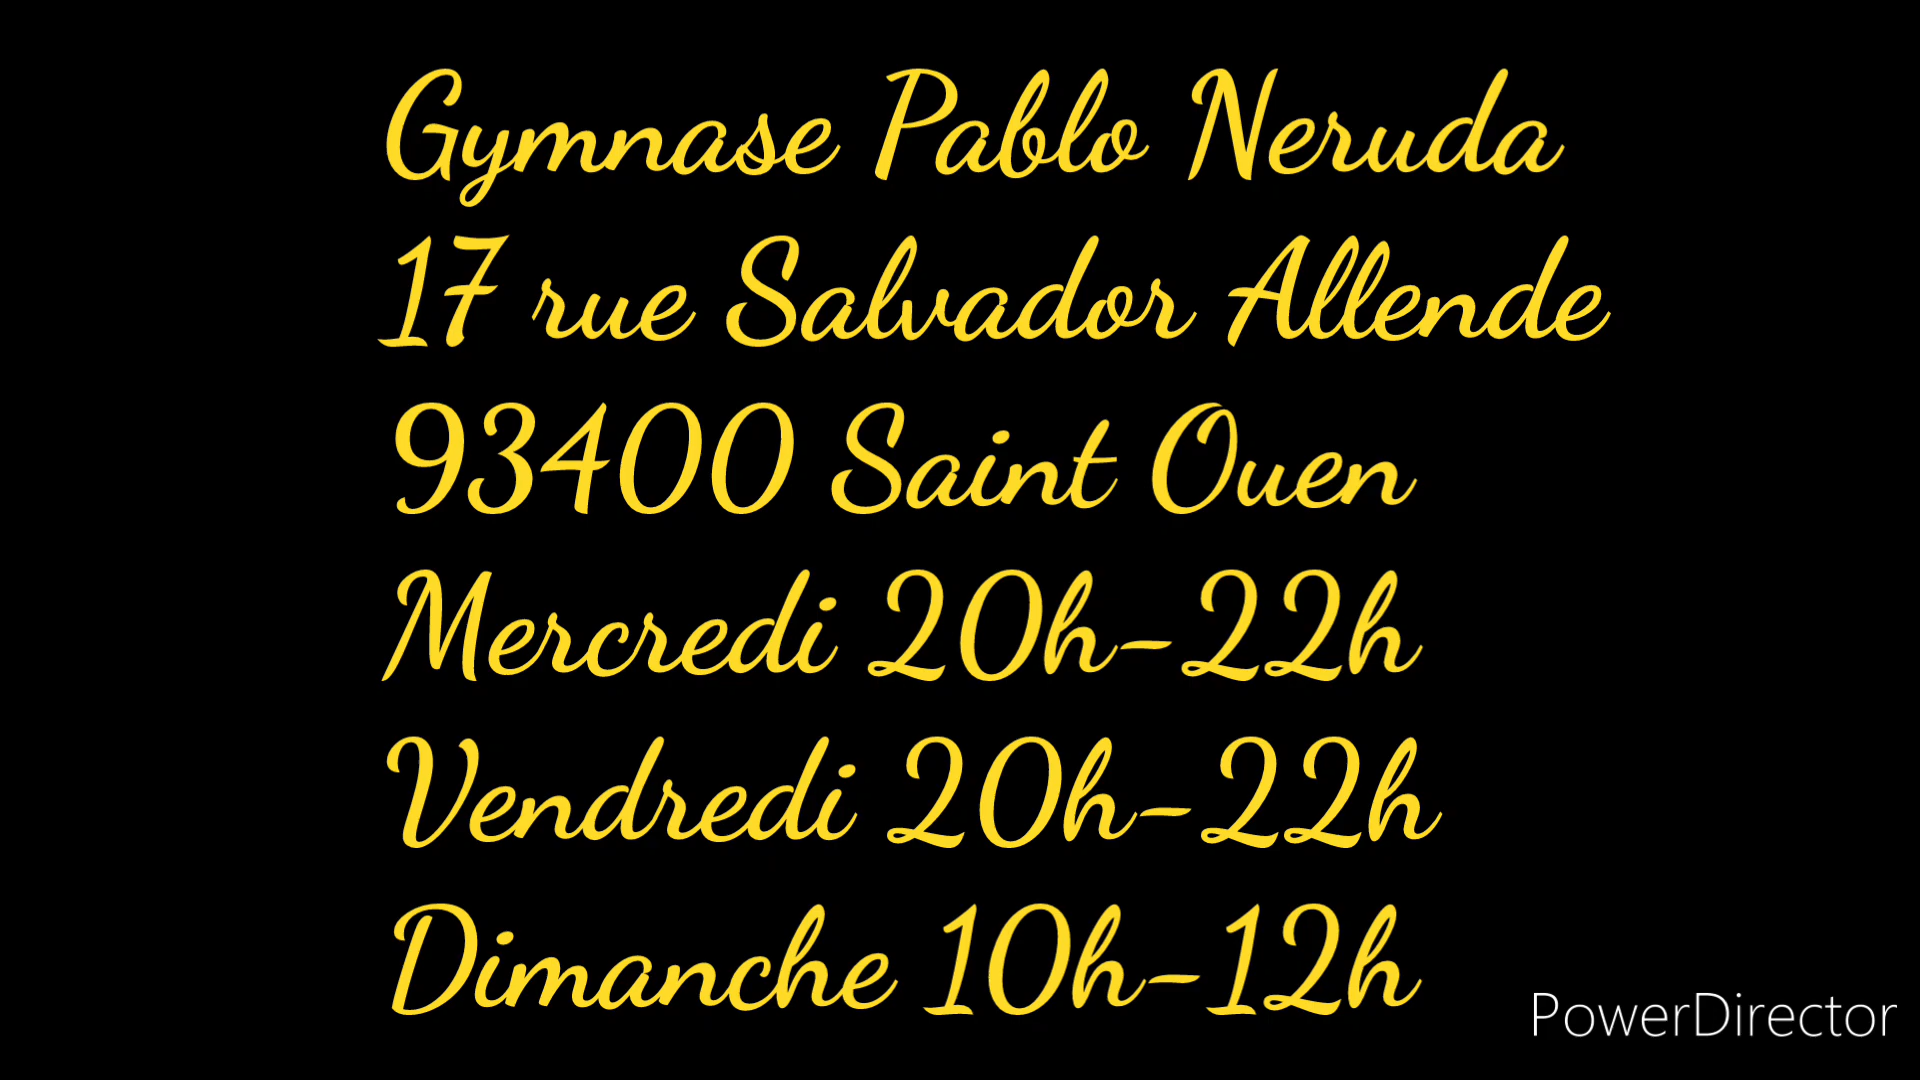 Gymnase Pablo Neruda
17 rue Salvador Allende
93400 Saint Ouen
Mercredi 20h-22h
Vendredi 20h-22h
Dimanche 10h-12h
PowerDirector